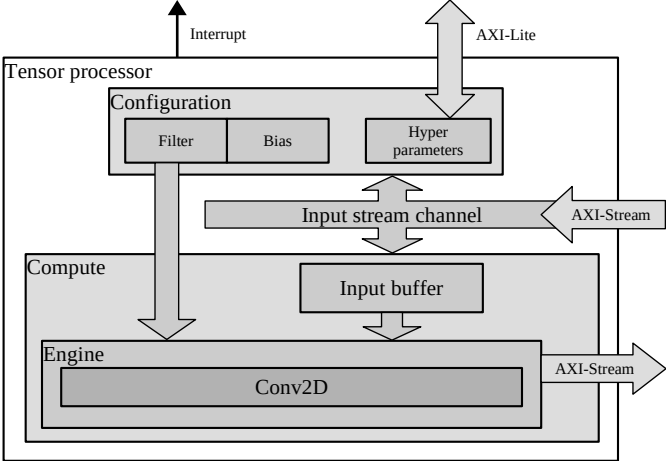 Interrupt
AXI-Lite
Tensor processor
Configuration
Filter
Bias
Hyper
parameters
Input stream channel
AXI-Stream
Compute
Input buffer
Engine
AXI-Stream
Conv2D